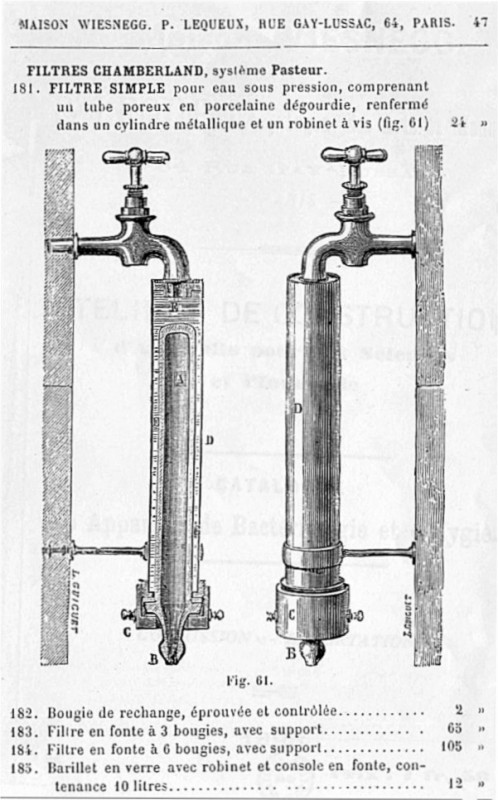 MAISON WIESNEGG. P. LEQUEUX, RUE GAY-LUSSAC, 64, PARIS. 47
FILTRES CHAMBERLAND, système Pasteur.
181. FILTRE SIMPLE pour eau sous pression, comprenant
un tube poreux en porcelaine dégourdie, renfermé
dans un cylindre métallique et un robinet à vis (fig. 61) 24 »
E
A
D
D
C
B
B
L. GUIGUET
Fig. 61.
182. Bougie de rechange, éprouvée et contrôlée............ 2 »
183. Filtre en fonte à 3 bougies, avec support............ 65 »
184. Filtre en fonte à 6 bougies, avec support............ 105 »
185. Barillet en verre avec robinet et console en fonte, con-
tenance 10 litres............ 12 »